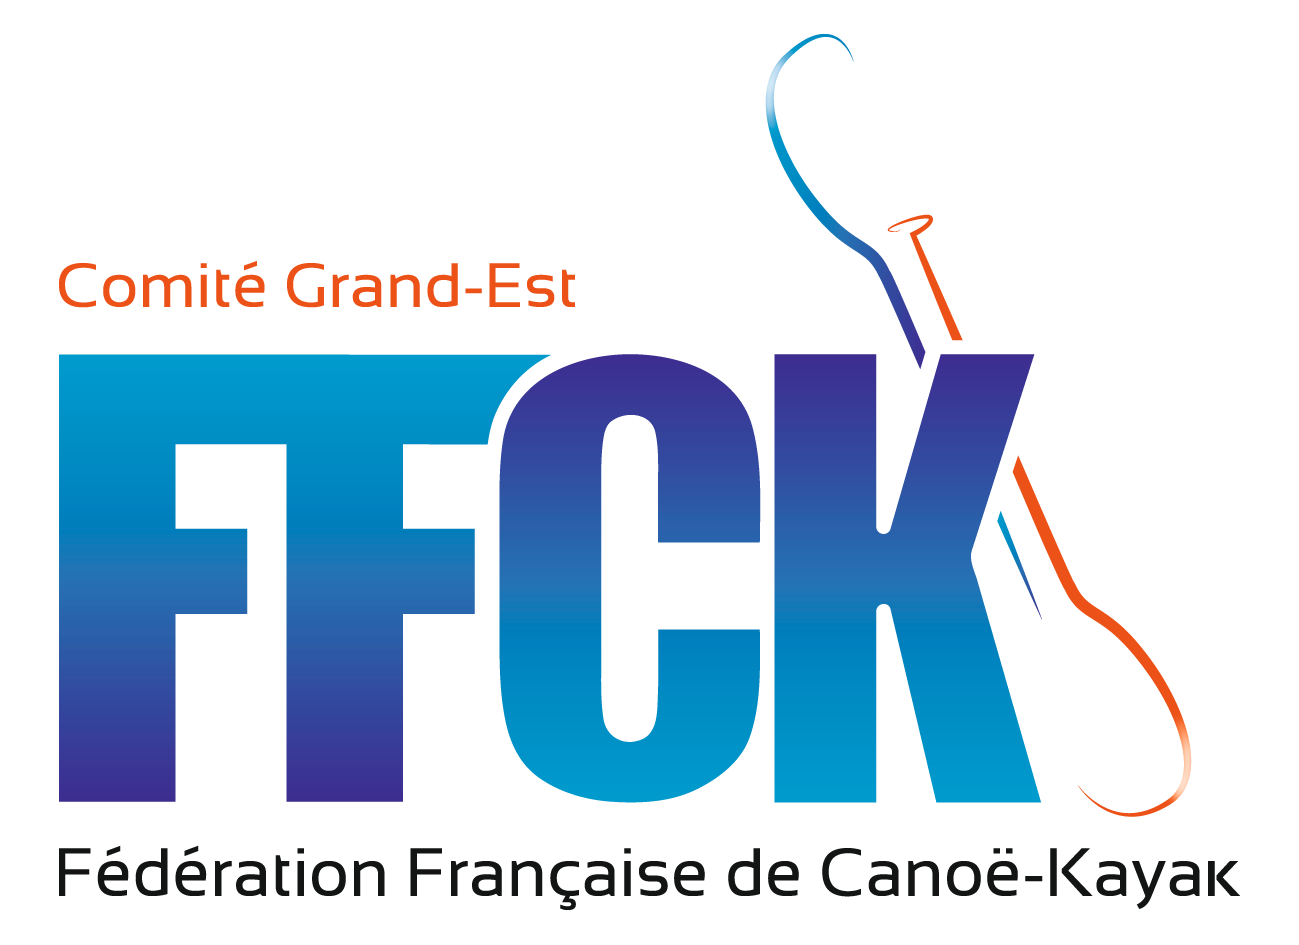 Comité Grand-Est
FFCK
Fédération Française de Canoë-Kayak